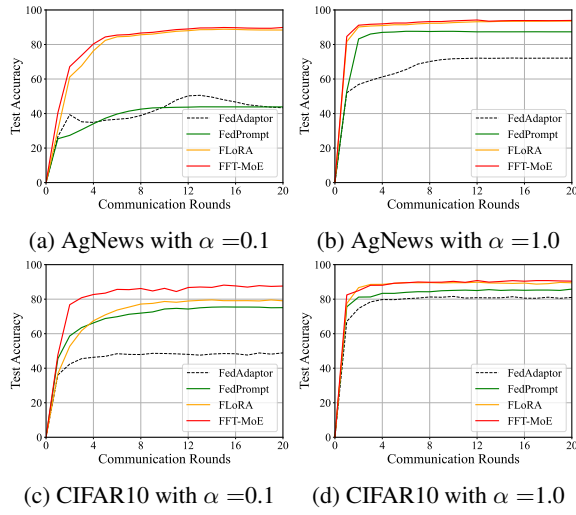 100
80
60
40
20
0
Test Accuracy
FedAdaptor
FedPrompt
FLoRA
FFT-MoE
0 4 8 12 16 20
Communication Rounds
(a) AgNews with α =0.1
100
80
60
40
20
0
Test Accuracy
FedAdaptor
FedPrompt
FLoRA
FFT-MoE
0 4 8 12 16 20
Communication Rounds
(b) AgNews with α =1.0
100
80
60
40
20
0
Test Accuracy
FedAdaptor
FedPrompt
FLoRA
FFT-MoE
0 4 8 12 16 20
Communication Rounds
(c) CIFAR10 with α =0.1
100
80
60
40
20
0
Test Accuracy
FedAdaptor
FedPrompt
FLoRA
FFT-MoE
0 4 8 12 16 20
Communication Rounds
(d) CIFAR10 with α =1.0